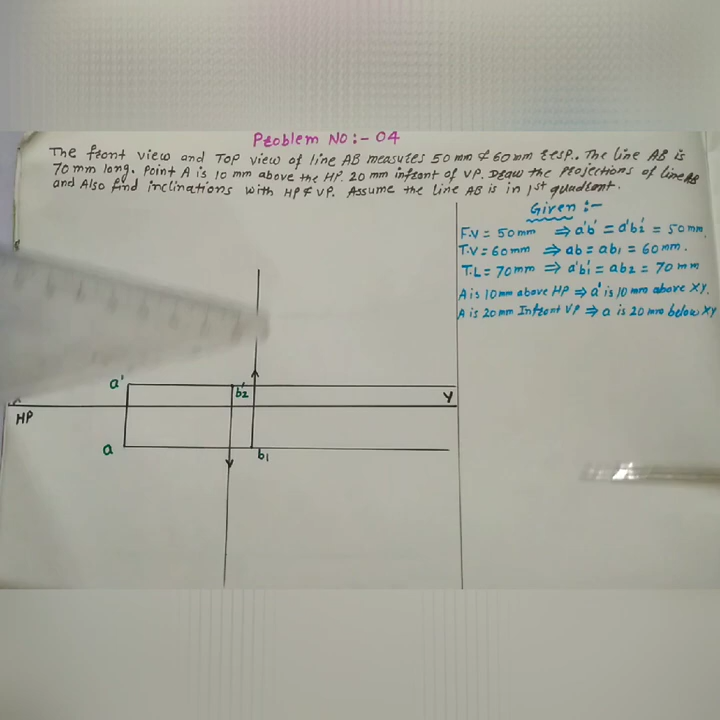 Problem NO:- 04
The front view and Top view of line AB measures 50 mm & 60 mm resp.. The line AB is
70 mm long. Point A is 10 mm above the HP. 20 mm infront of VP. Draw the Projections of line AB
and Also find inclinations with HP & VP. Assume the line AB is in 1st quadrant.
Given :-
F.V = 50 mm ⇒ a'b' = a'b2' = 50 mm.
T.V = 60 mm ⇒ ab = ab1 = 60 mm.
T.L = 70 mm ⇒ a'b1' = ab2 = 70 mm
A is 10 mm above HP ⇒ a' is 10 mm above XY.
A is 20 mm Infront VP ⇒ a is 20 mm below XY
a'
b2'
Y
HP
a
b1